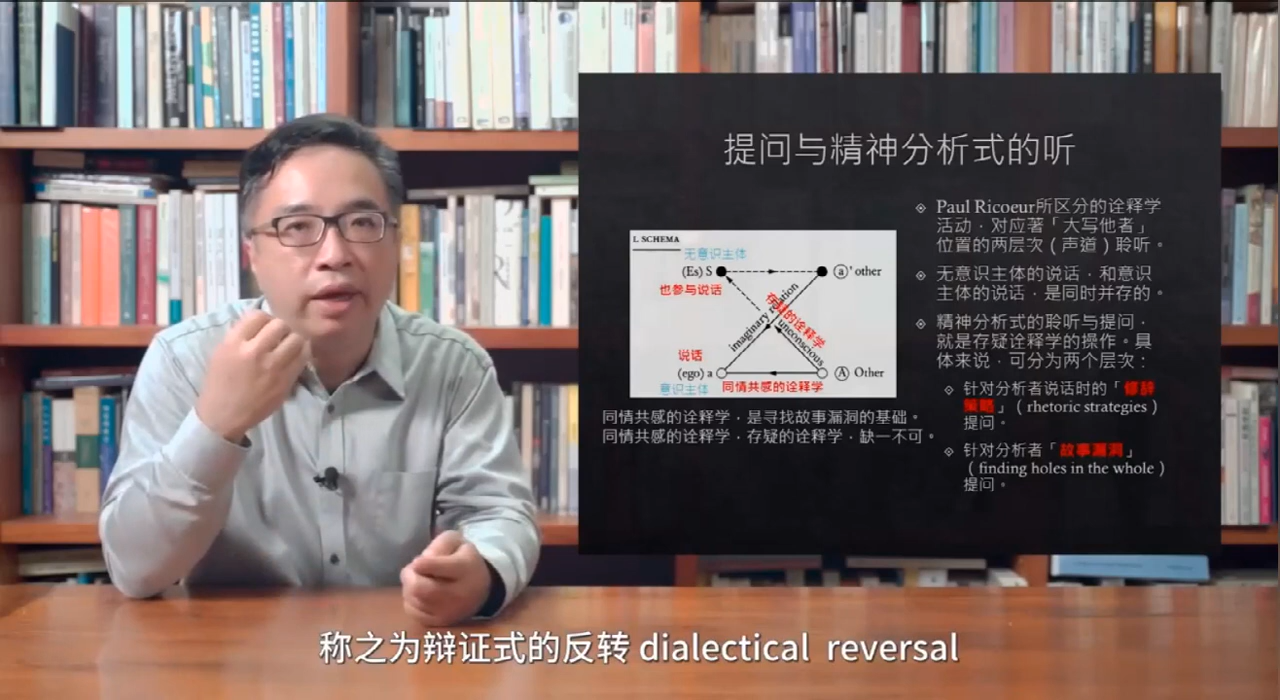 提问与精神分析式的听
L SCHEMA
无意识主体
(Es) S
ⓐ' other
也参与说话
imaginary relation
存疑的诠释学
unconscious
说话
(ego) a
Ⓐ Other
意识主体
同情共感的诠释学
同情共感的诠释学，是寻找故事漏洞的基础。
同情共感的诠释学，存疑的诠释学，缺一不可。
Paul Ricoeur所区分的诠释学
活动，对应著「大写他者」
位置的两层次（声道）聆听。
无意识主体的说话，和意识
主体的说话，是同时并存的。
精神分析式的聆听与提问，
就是存疑诠释学的操作。具
体来说，可分为两个层次：
针对分析者说话时的「修辞
策略」（rhetoric strategies）
提问。
针对分析者「故事漏洞」
（finding holes in the whole）
提问。
称之为辩证式的反转 dialectical reversal